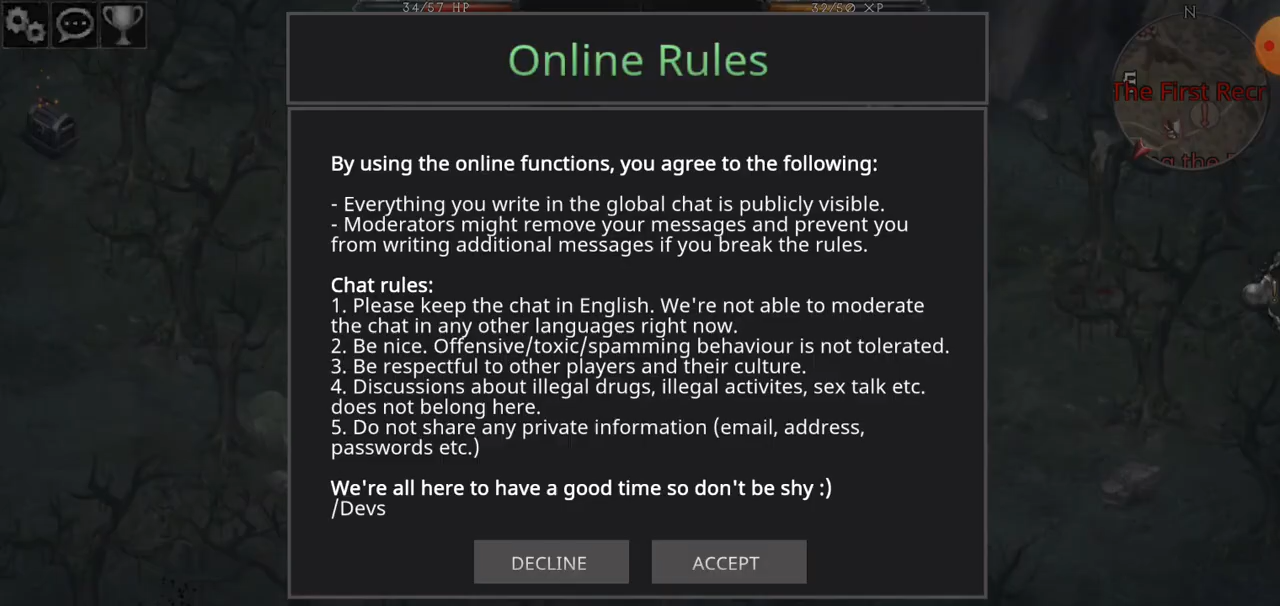 34/57 HP
32/50 XP
N
Online Rules
The First Recr
By using the online functions, you agree to the following:
- Everything you write in the global chat is publicly visible.
- Moderators might remove your messages and prevent you
from writing additional messages if you break the rules.
Chat rules:
1. Please keep the chat in English. We're not able to moderate
the chat in any other languages right now.
2. Be nice. Offensive/toxic/spamming behaviour is not tolerated.
3. Be respectful to other players and their culture.
4. Discussions about illegal drugs, illegal activites, sex talk etc.
does not belong here.
5. Do not share any private information (email, address,
passwords etc.)
We're all here to have a good time so don't be shy :)
/Devs
DECLINE
ACCEPT